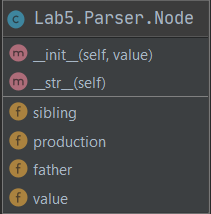 C Lab5.Parser.Node
m __init__(self, value)
m __str__(self)
f sibling
f production
f father
f value